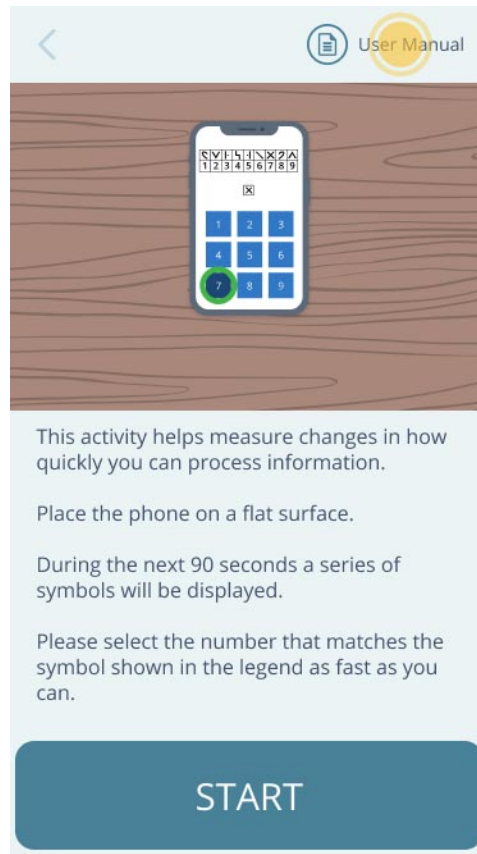 User Manual
1 2 3 4 5 6 7 8 9
1 2 3
4 5 6
7 8 9
This activity helps measure changes in how
quickly you can process information.
Place the phone on a flat surface.
During the next 90 seconds a series of
symbols will be displayed.
Please select the number that matches the
symbol shown in the legend as fast as you
can.
START